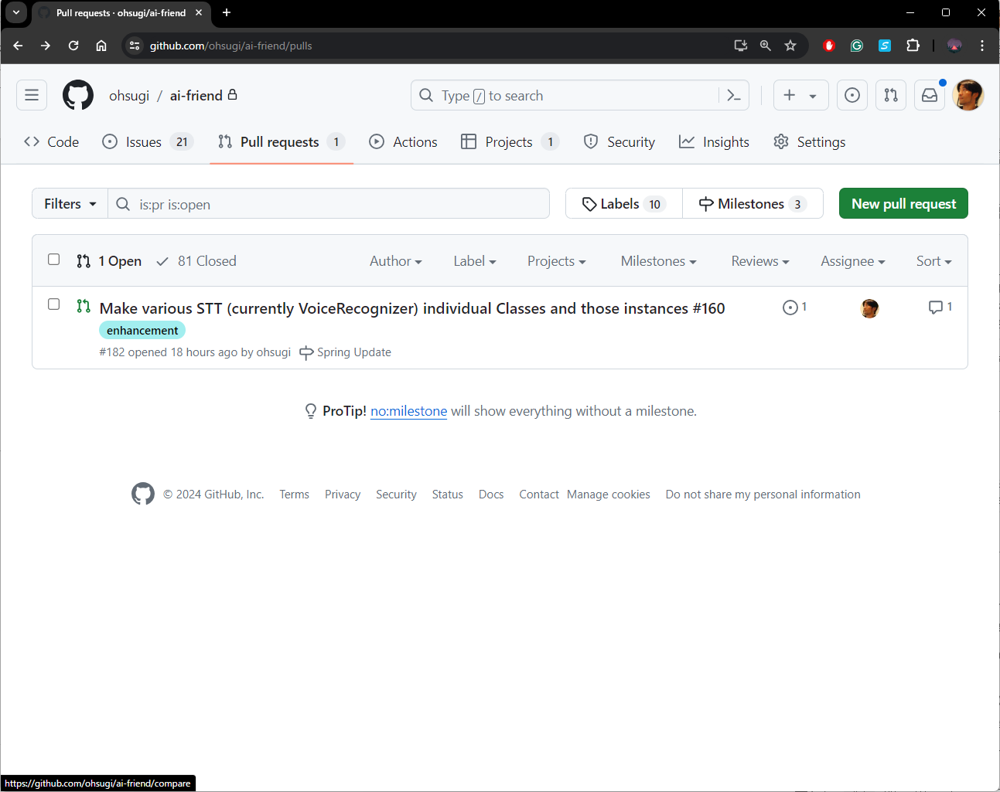 Pull requests · ohsugi/ai-friend
github.com/ohsugi/ai-friend/pulls
ohsugi / ai-friend
Type / to search
Code Issues 21 Pull requests 1 Actions Projects 1 Security Insights Settings
Filters is:pr is:open Labels 10 Milestones 3 New pull request
1 Open 81 Closed Author Label Projects Milestones Reviews Assignee Sort
Make various STT (currently VoiceRecognizer) individual Classes and those instances #160 1 1
enhancement
#182 opened 18 hours ago by ohsugi Spring Update
ProTip! no:milestone will show everything without a milestone.
© 2024 GitHub, Inc. Terms Privacy Security Status Docs Contact Manage cookies Do not share my personal information
https://github.com/ohsugi/ai-friend/compare